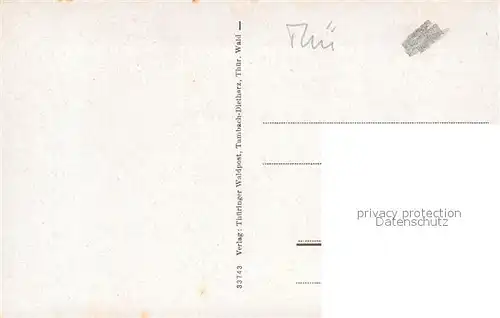 Thü
33743 Verlag: Thüringer Waldpost, Tambach-Dietharz, Thür. Wald —
privacy protection
Datenschutz